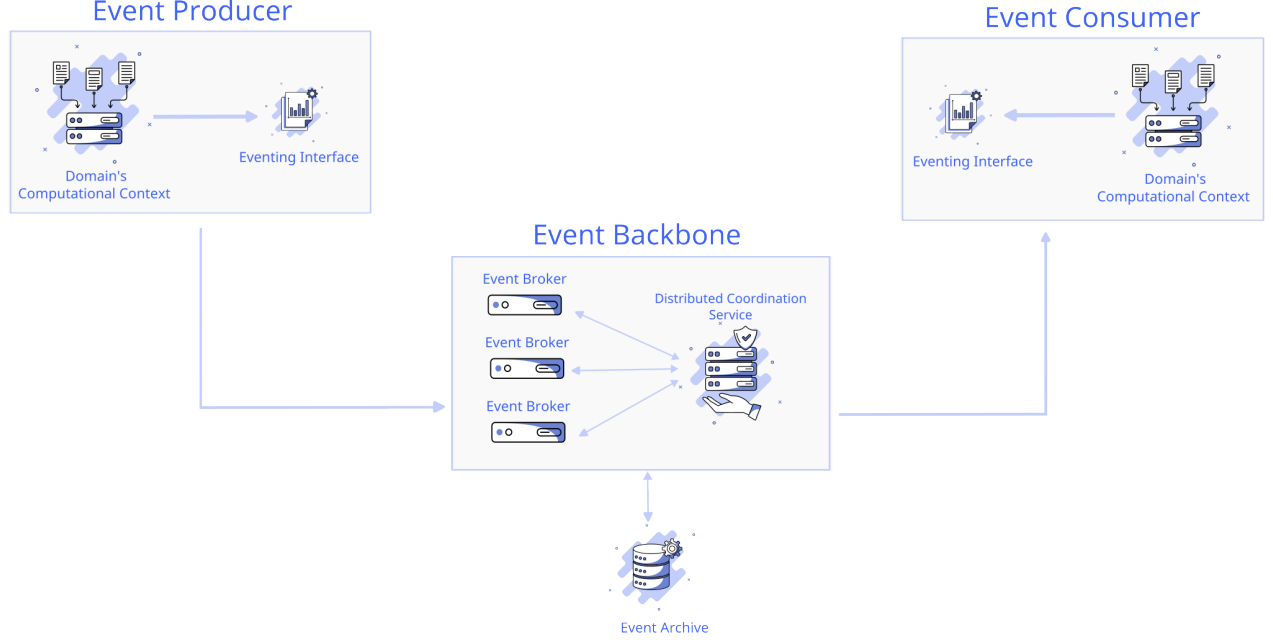 Event Producer
Eventing Interface
Domain's
Computational Context
Event Consumer
Eventing Interface
Domain's
Computational Context
Event Backbone
Event Broker
Distributed Coordination
Service
Event Broker
Event Broker
Event Archive